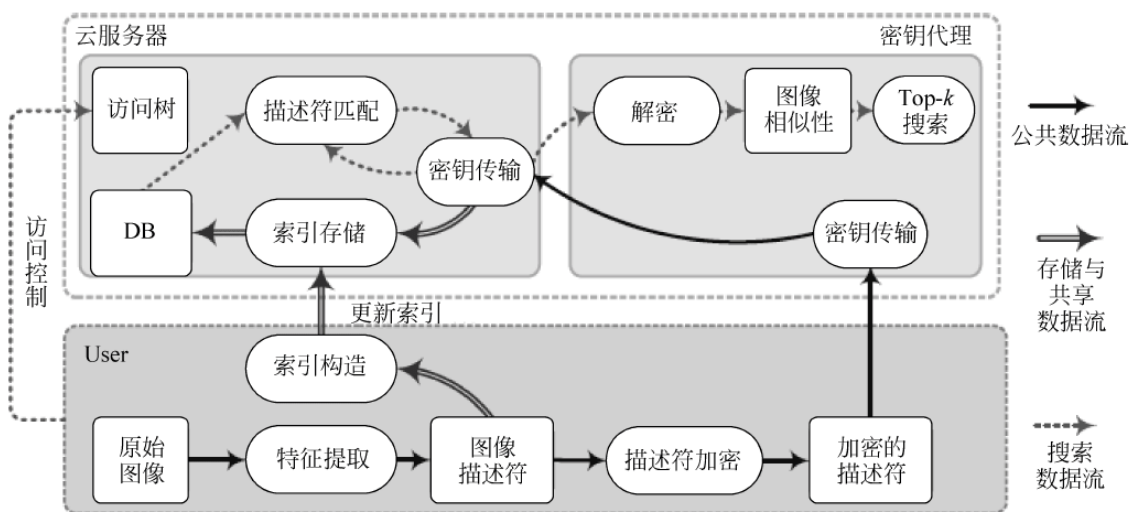 云服务器
密钥代理
访问树
描述符匹配
密钥传输
DB
索引存储
解密
图像
相似性
Top-k
搜索
密钥传输
访问控制
更新索引
User
索引构造
原始
图像
特征提取
图像
描述符
描述符加密
加密的
描述符
公共数据流
存储与
共享
数据流
搜索
数据流